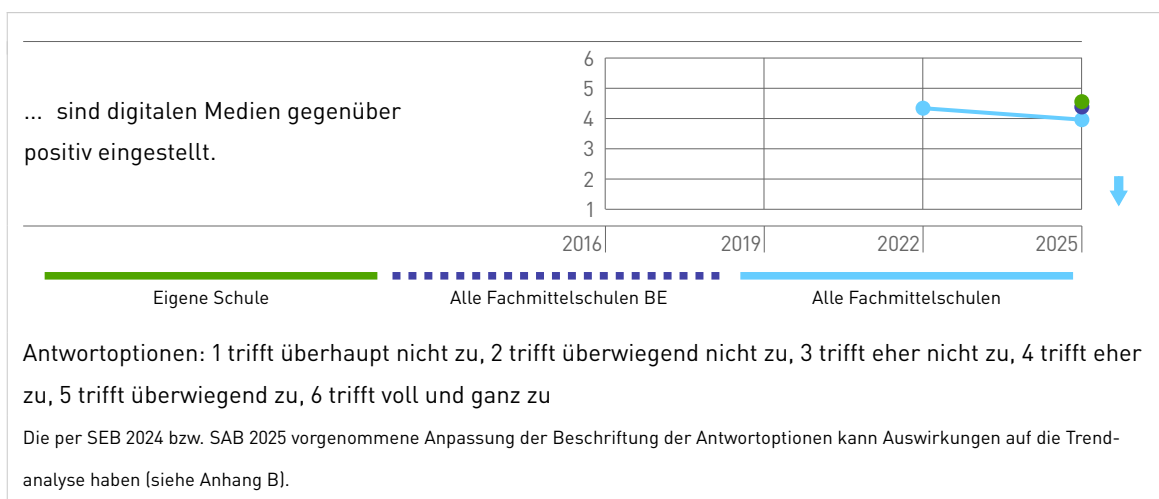 ... sind digitalen Medien gegenüber
positiv eingestellt.
6
5
4
3
2
1
2016 2019 2022 2025
Eigene Schule Alle Fachmittelschulen BE Alle Fachmittelschulen
Antwortoptionen: 1 trifft überhaupt nicht zu, 2 trifft überwiegend nicht zu, 3 trifft eher nicht zu, 4 trifft eher
zu, 5 trifft überwiegend zu, 6 trifft voll und ganz zu
Die per SEB 2024 bzw. SAB 2025 vorgenommene Anpassung der Beschriftung der Antwortoptionen kann Auswirkungen auf die Trend-
analyse haben (siehe Anhang B).